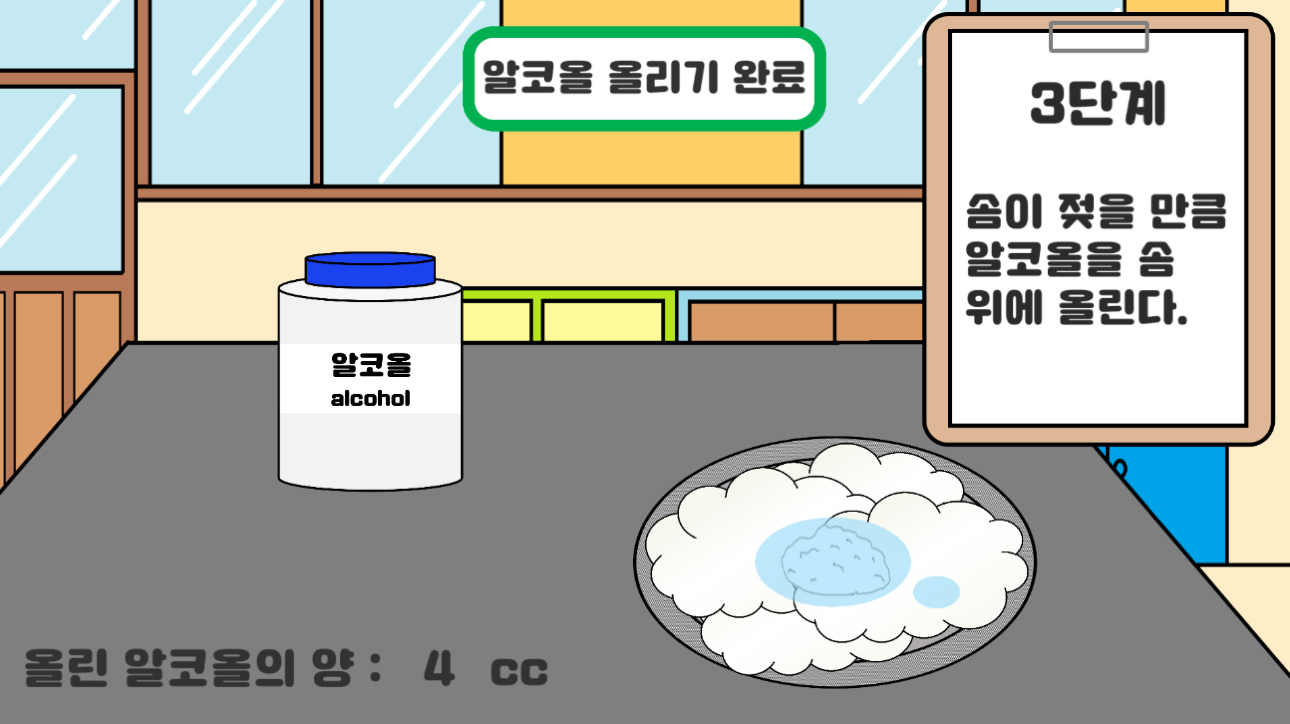 알코올 올리기 완료
3단계
솜이 젖을 만큼
알코올을 솜
위에 올린다.
알코올
alcohol
올린 알코올의 양 : 4 cc